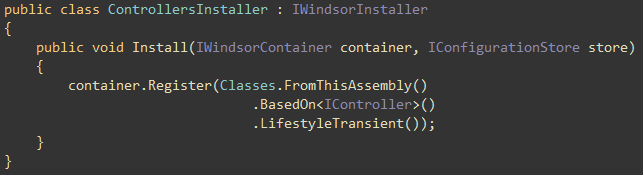 public class ControllersInstaller : IWindsorInstaller
{
    public void Install(IWindsorContainer container, IConfigurationStore store)
    {
        container.Register(Classes.FromThisAssembly()
                               .BasedOn<IController>()
                               .LifestyleTransient());
    }
}